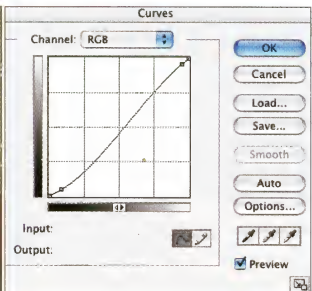 Curves
Channel: RGB
OK
Cancel
Load...
Save...
Smooth
Auto
Options...
Input:
Output:
Preview